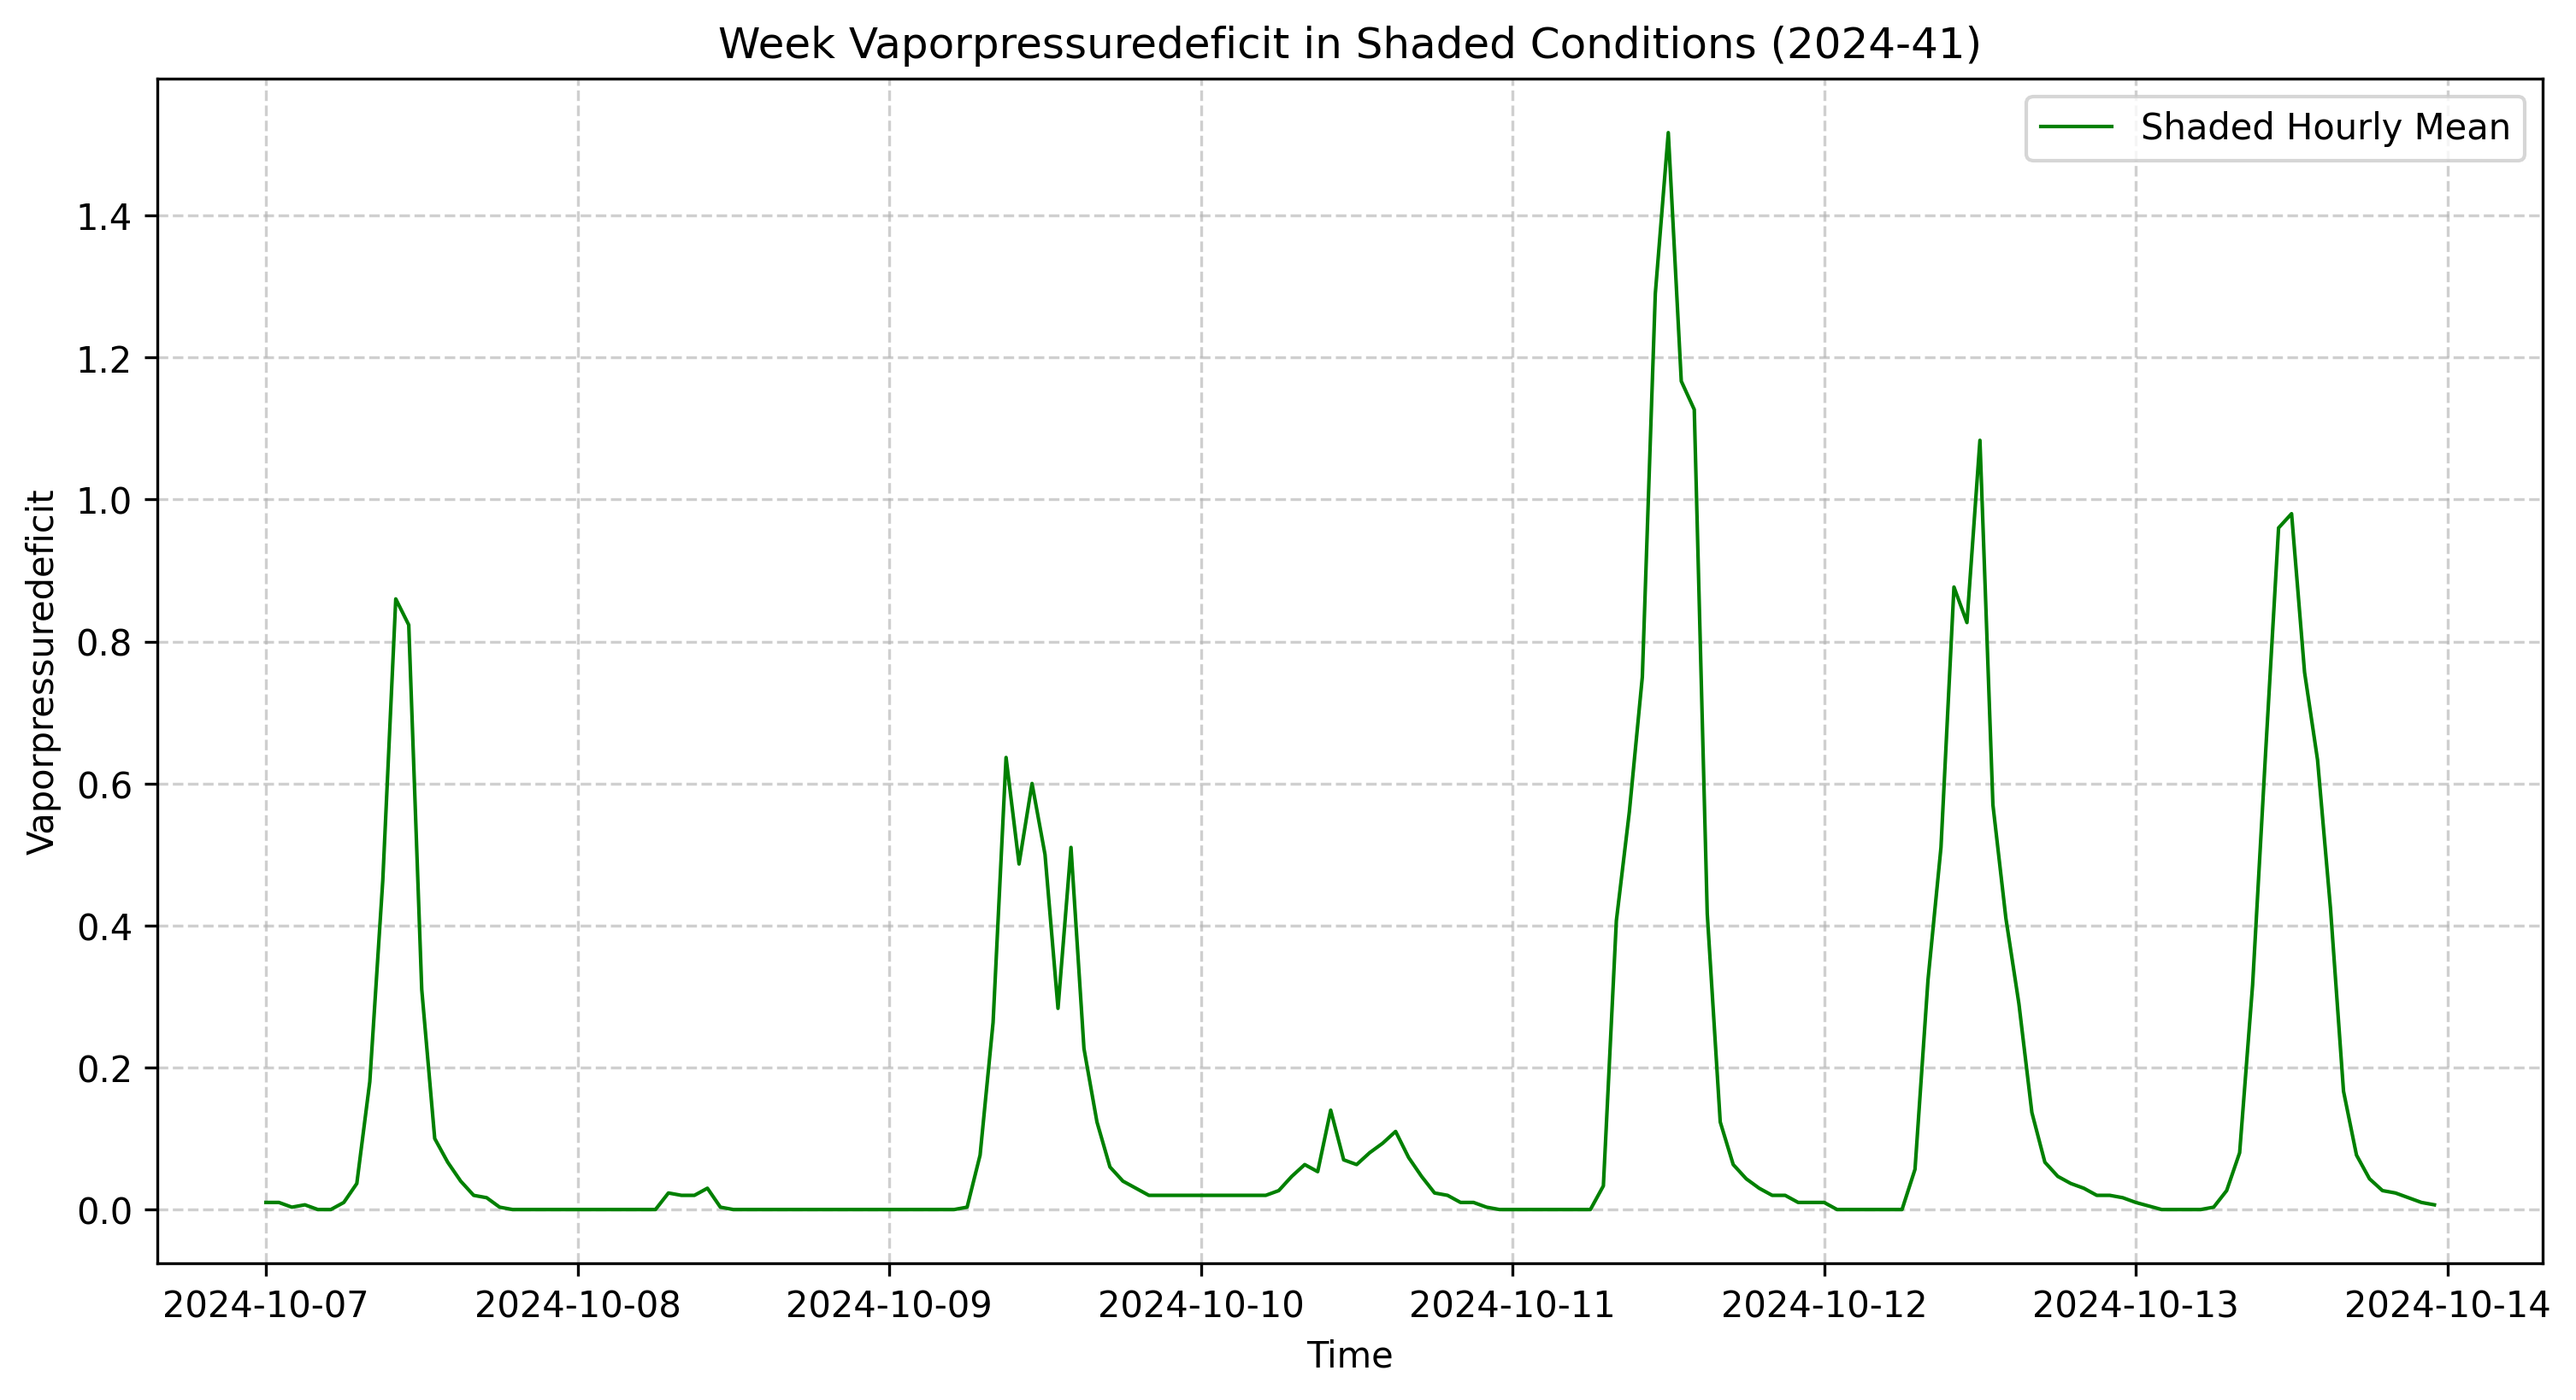 Week Vaporpressuredeficit in Shaded Conditions (2024-41)
Shaded Hourly Mean
Vaporpressuredeficit
1.4
1.2
1.0
0.8
0.6
0.4
0.2
0.0
2024-10-07 2024-10-08 2024-10-09 2024-10-10 2024-10-11 2024-10-12 2024-10-13 2024-10-14
Time